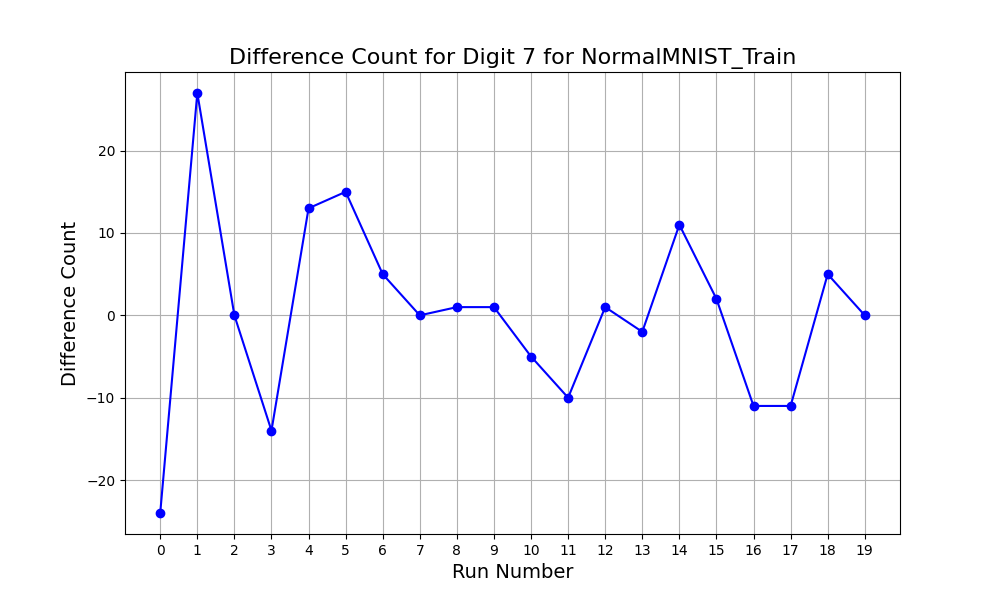 Difference Count for Digit 7 for NormalMNIST_Train
Difference Count
20
10
0
−10
−20
0 1 2 3 4 5 6 7 8 9 10 11 12 13 14 15 16 17 18 19
Run Number